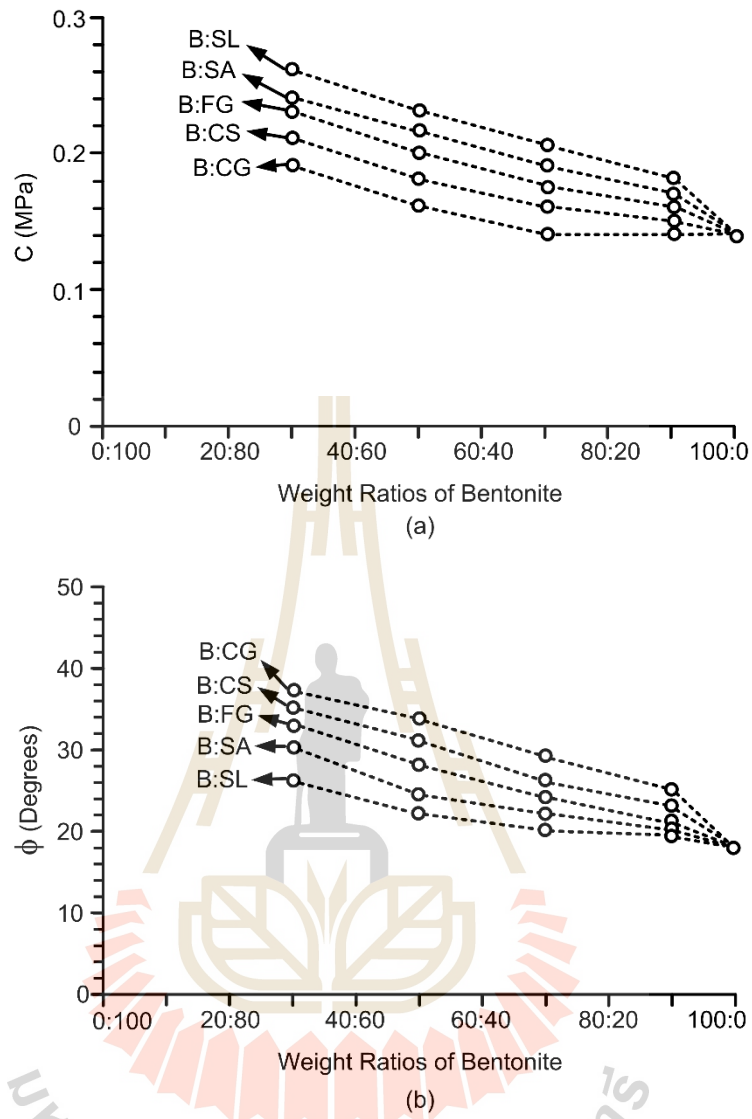 0.3
B:SL
B:SA
B:FG
0.2
B:CS
B:CG
C (MPa)
0.1
0
0:100 20:80 40:60 60:40 80:20 100:0
Weight Ratios of Bentonite
(a)
50
B:CG
40
B:CS
B:FG
30
B:SA
B:SL
ϕ (Degrees)
20
10
0
0:100 20:80 40:60 60:40 80:20 100:0
Weight Ratios of Bentonite
(b)